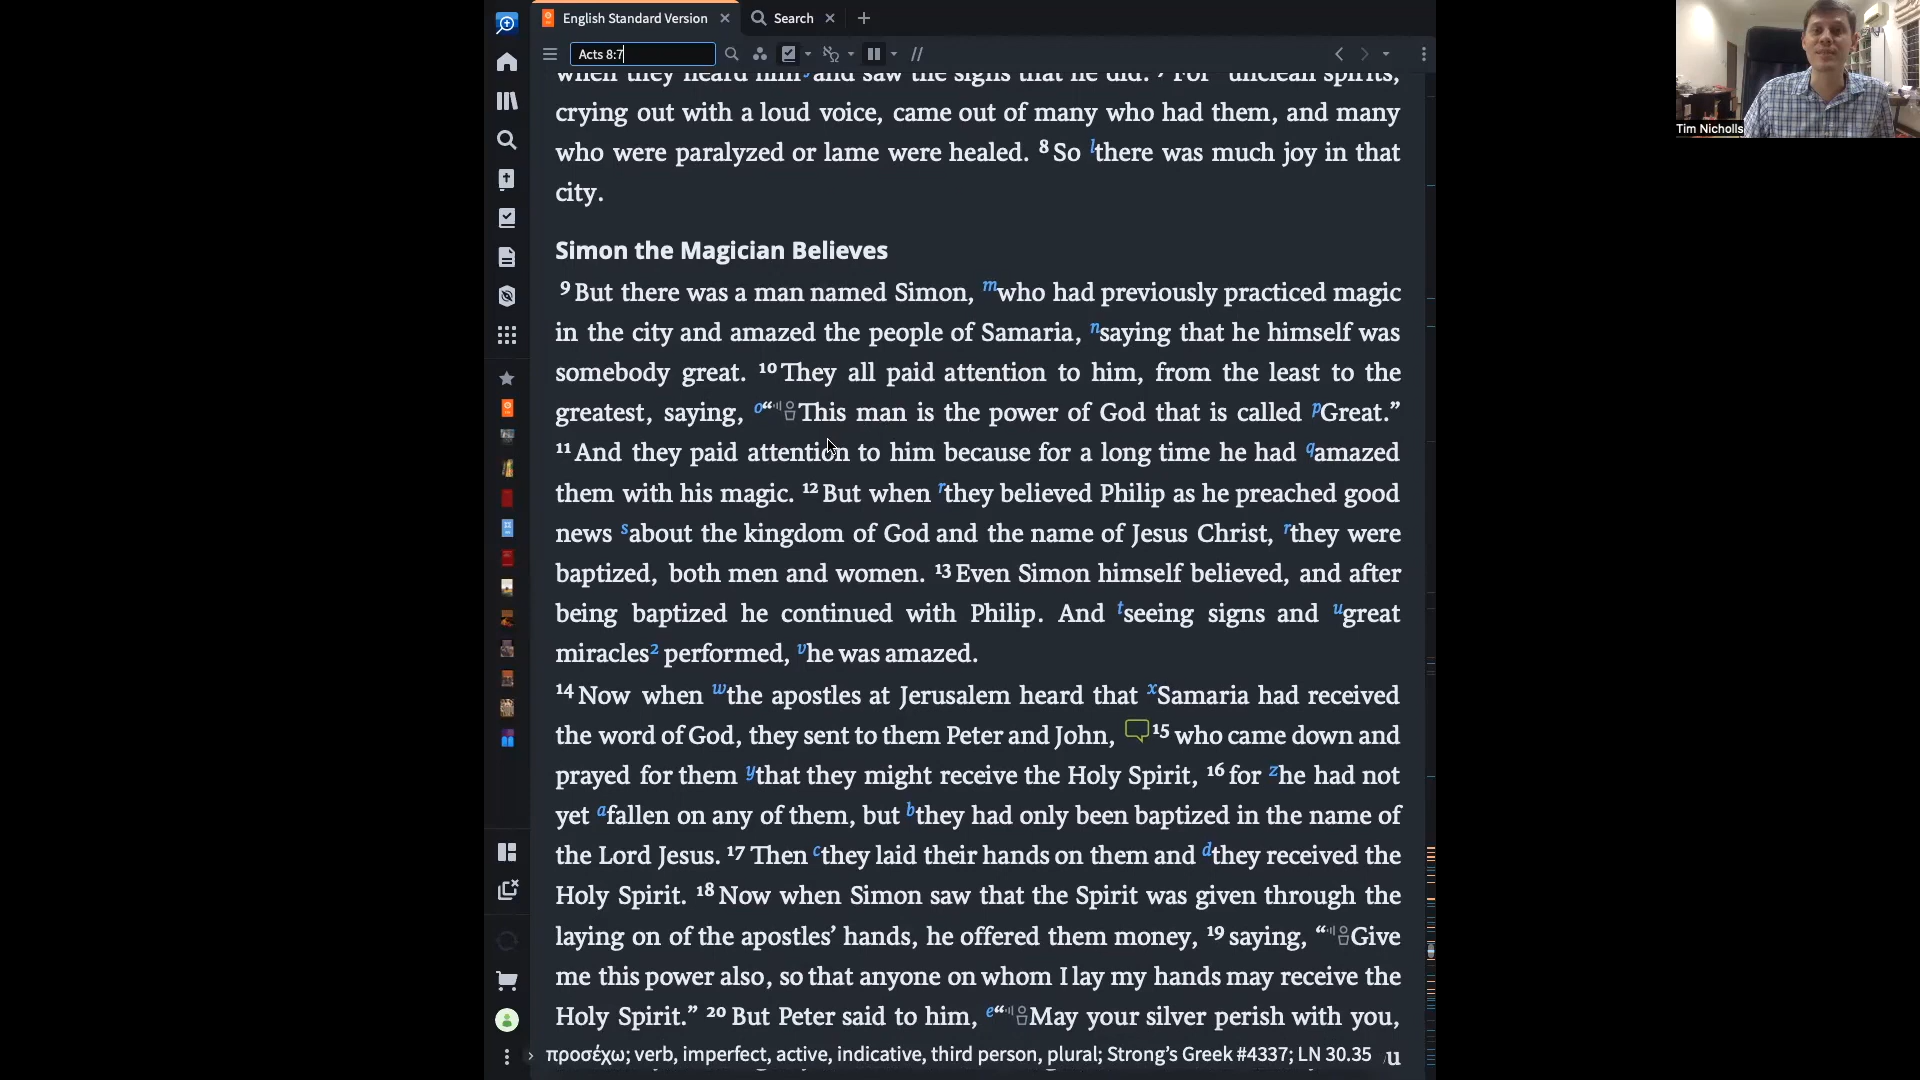 English Standard Version
Search
Acts 8:7
when they heard him j and saw the signs that he did. 7 For unclean spirits,
crying out with a loud voice, came out of many who had them, and many
who were paralyzed or lame were healed. 8 So l there was much joy in that
city.
Simon the Magician Believes
9 But there was a man named Simon, m who had previously practiced magic
in the city and amazed the people of Samaria, n saying that he himself was
somebody great. 10 They all paid attention to him, from the least to the
greatest, saying, o “This man is the power of God that is called p Great.”
11 And they paid attention to him because for a long time he had q amazed
them with his magic. 12 But when r they believed Philip as he preached good
news s about the kingdom of God and the name of Jesus Christ, r they were
baptized, both men and women. 13 Even Simon himself believed, and after
being baptized he continued with Philip. And t seeing signs and u great
miracles 2 performed, v he was amazed.
14 Now when w the apostles at Jerusalem heard that x Samaria had received
the word of God, they sent to them Peter and John, 15 who came down and
prayed for them y that they might receive the Holy Spirit, 16 for z he had not
yet a fallen on any of them, but b they had only been baptized in the name of
the Lord Jesus. 17 Then c they laid their hands on them and d they received the
Holy Spirit. 18 Now when Simon saw that the Spirit was given through the
laying on of the apostles’ hands, he offered them money, 19 saying, “Give
me this power also, so that anyone on whom I lay my hands may receive the
Holy Spirit.” 20 But Peter said to him, e “May your silver perish with you,
προσέχω; verb, imperfect, active, indicative, third person, plural; Strong’s Greek #4337; LN 30.35
Tim Nicholls